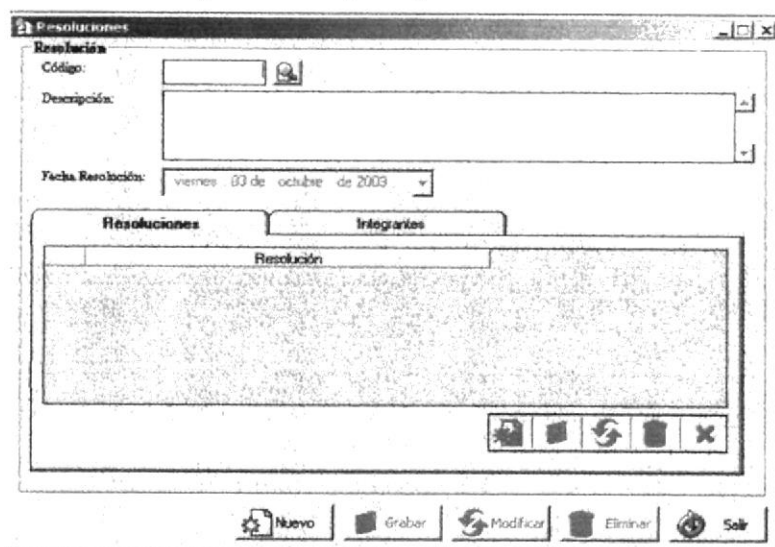 Resoluciones
Resolución
Código:
Descripción:
Fecha Resolución: viernes 03 de octubre de 2003
Resoluciones Integrantes
Resolución
Nuevo Grabar Modificar Eliminar Salir